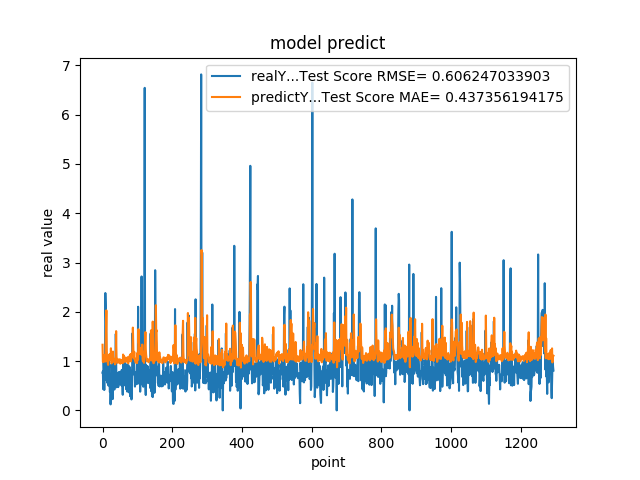 model predict
realY...Test Score RMSE= 0.606247033903
predictY...Test Score MAE= 0.437356194175
7
6
5
4
3
2
1
0
real value
0 200 400 600 800 1000 1200
point